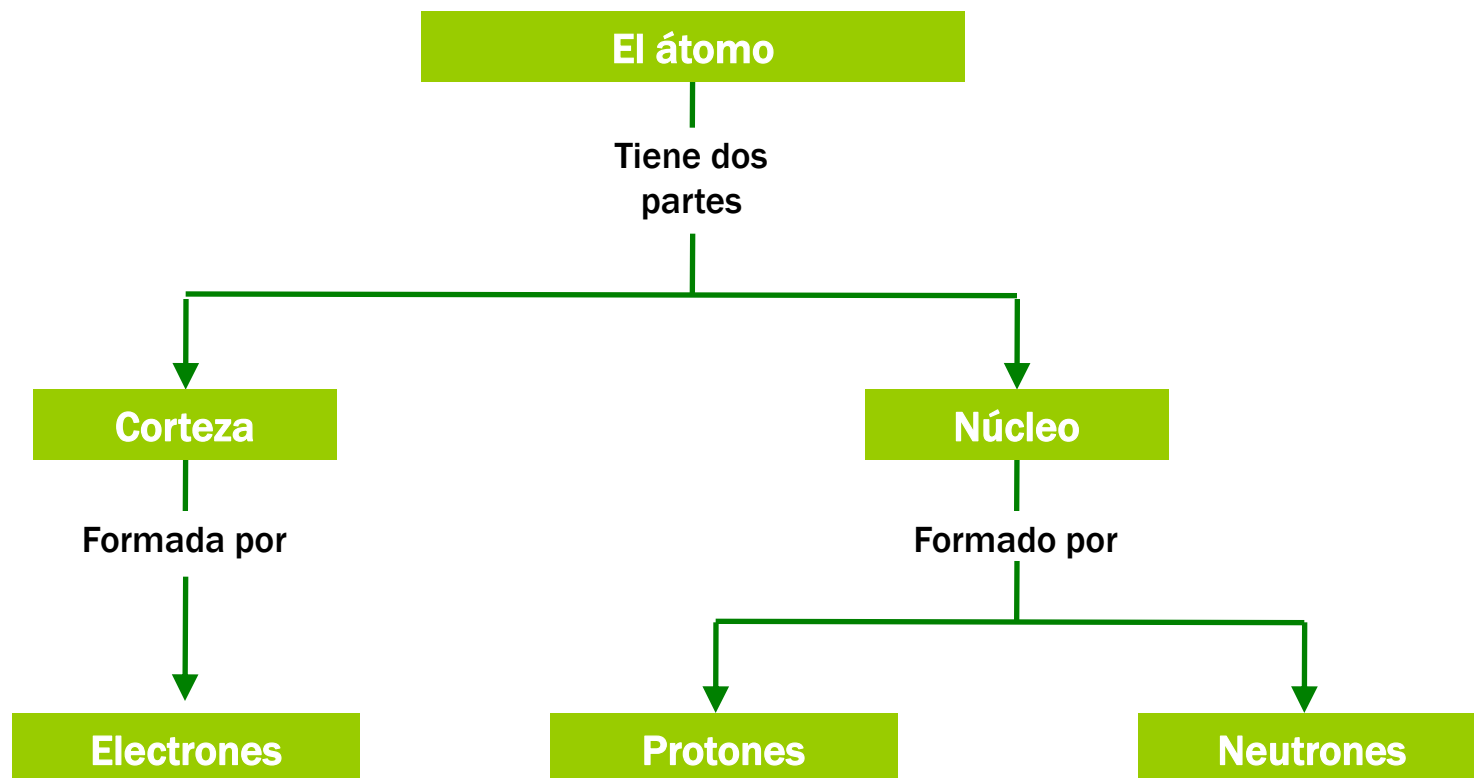 El átomo
Tiene dos
partes
Corteza
Núcleo
Formada por
Formado por
Electrones
Protones
Neutrones